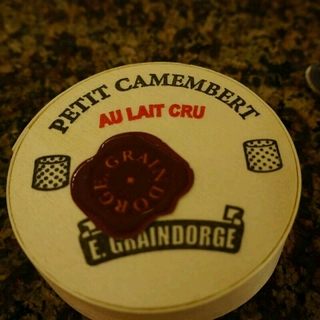 PETIT CAMEMBERT
AU LAIT CRU
GRAINDORGE
E. GRAINDORGE